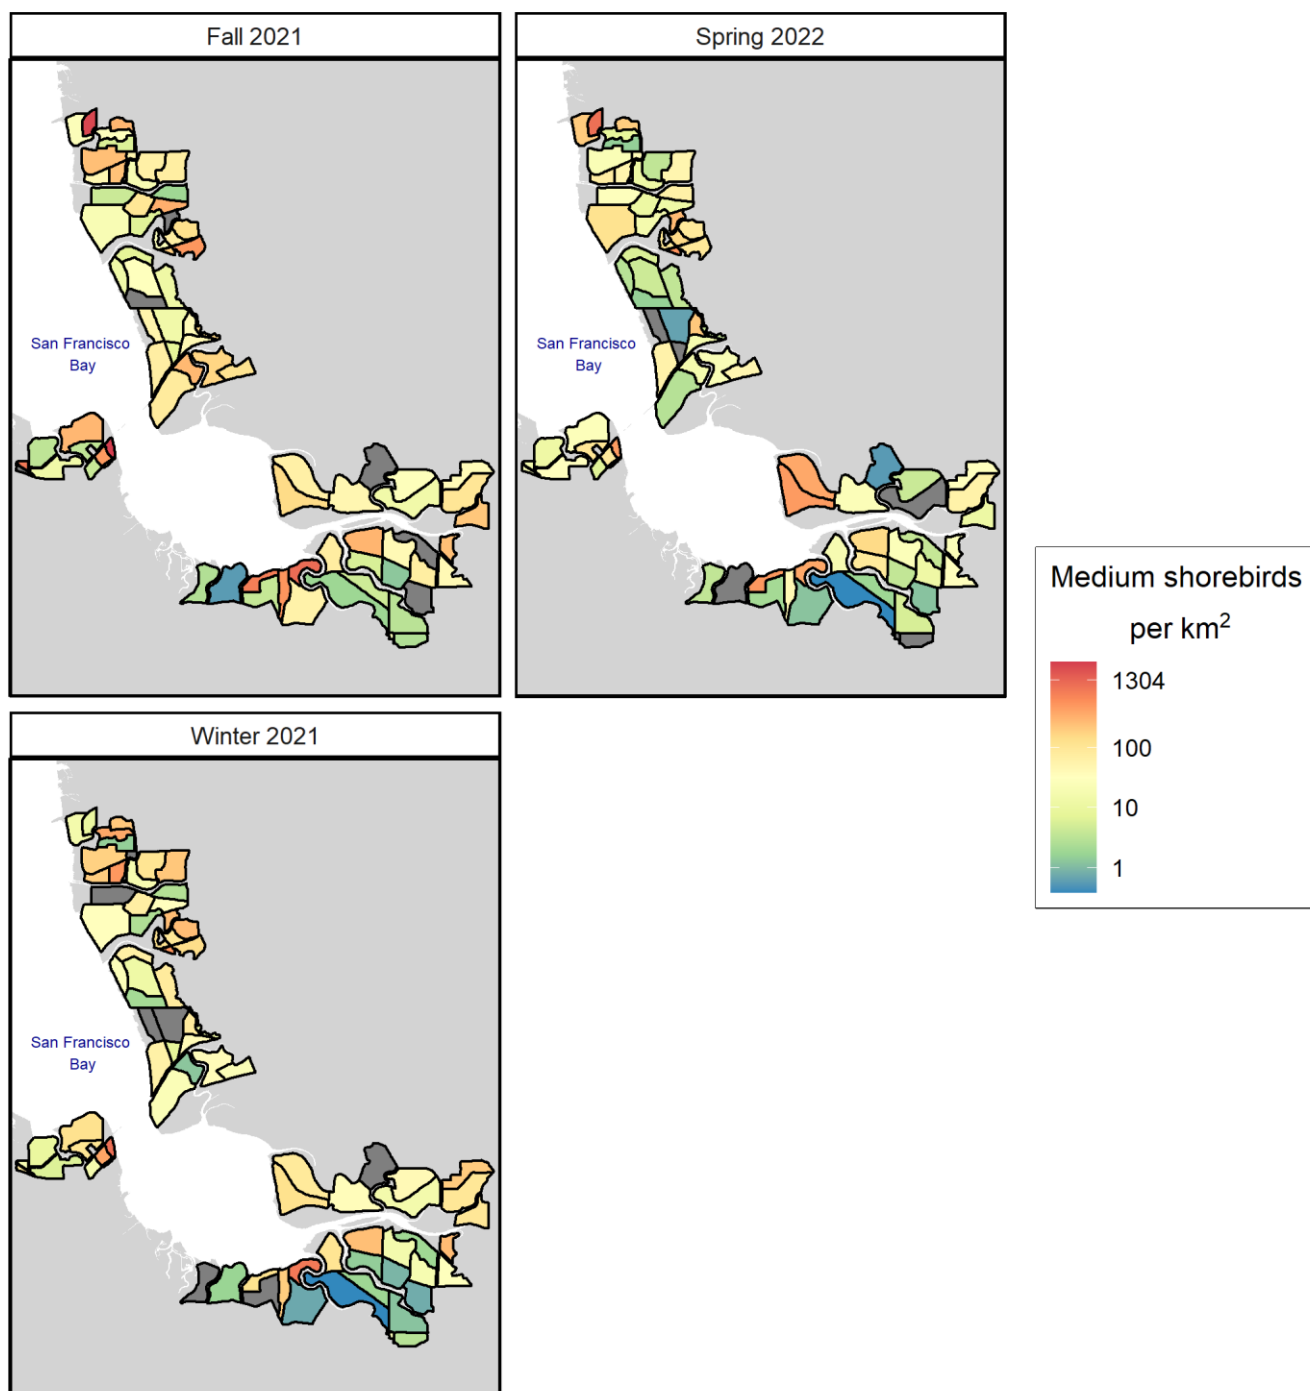 Fall 2021
Spring 2022
San Francisco
Bay
San Francisco
Bay
Medium shorebirds
per km²
1304
100
10
1
Winter 2021
San Francisco
Bay